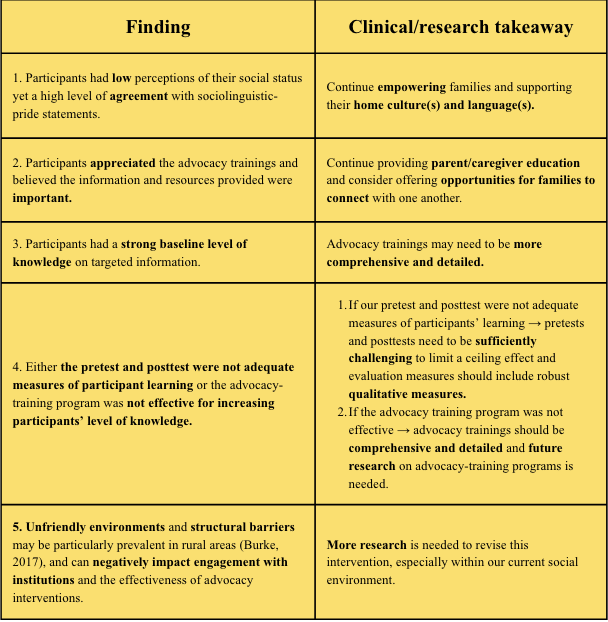 Finding
Clinical/research takeaway
1. Participants had low perceptions of their social status
yet a high level of agreement with sociolinguistic-
pride statements.
Continue empowering families and supporting
their home culture(s) and language(s).
2. Participants appreciated the advocacy trainings and
believed the information and resources provided were
important.
Continue providing parent/caregiver education
and consider offering opportunities for families to
connect with one another.
3. Participants had a strong baseline level of
knowledge on targeted information.
Advocacy trainings may need to be more
comprehensive and detailed.
4. Either the pretest and posttest were not adequate
measures of participant learning or the advocacy-
training program was not effective for increasing
participants' level of knowledge.
1. If our pretest and posttest were not adequate
measures of participants' learning → pretests
and posttests need to be sufficiently
challenging to limit a ceiling effect and
evaluation measures should include robust
qualitative measures.
2. If the advocacy training program was not
effective → advocacy trainings should be
comprehensive and detailed and future
research on advocacy-training programs is
needed.
5. Unfriendly environments and structural barriers
may be particularly prevalent in rural areas (Burke,
2017), and can negatively impact engagement with
institutions and the effectiveness of advocacy
interventions.
More research is needed to revise this
intervention, especially within our current social
environment.